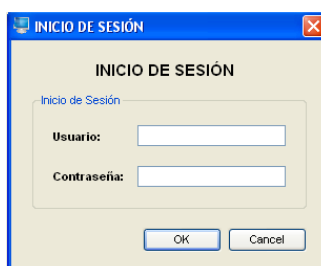 INICIO DE SESIÓN
INICIO DE SESIÓN
Inicio de Sesión
Usuario:
Contraseña:
OK
Cancel